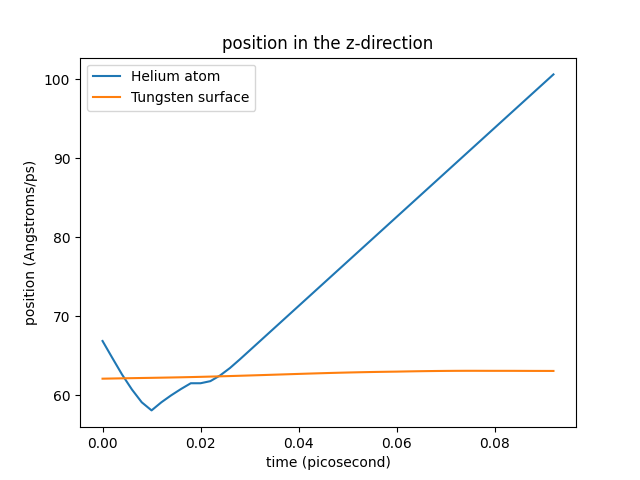 position in the z-direction
Helium atom
Tungsten surface
position (Angstroms/ps)
100
90
80
70
60
0.00
0.02
0.04
0.06
0.08
time (picosecond)